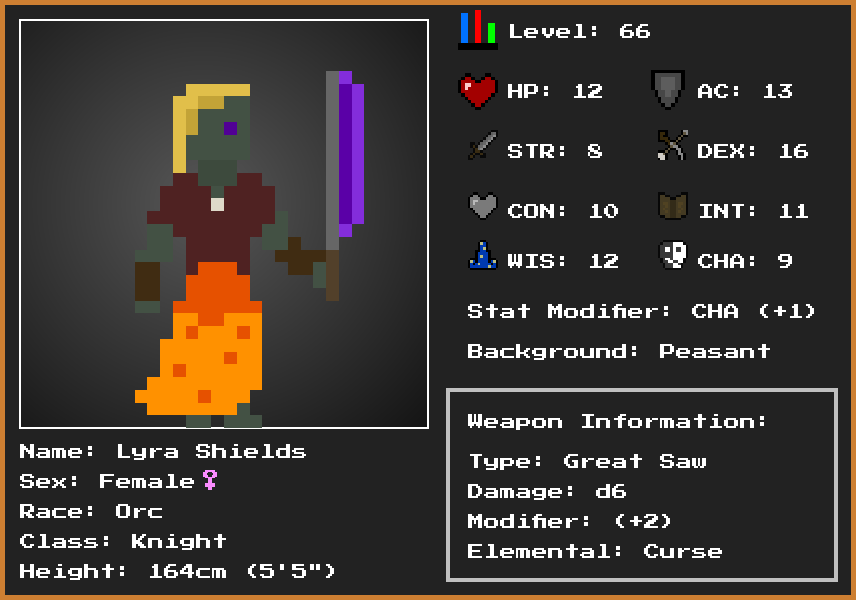 Level: 66
HP: 12 AC: 13
STR: 8 DEX: 16
CON: 10 INT: 11
WIS: 12 CHA: 9
Stat Modifier: CHA (+1)
Background: Peasant
Weapon Information:
Type: Great Saw
Damage: d6
Modifier: (+2)
Elemental: Curse
Name: Lyra Shields
Sex: Female♀
Race: Orc
Class: Knight
Height: 164cm (5'5")